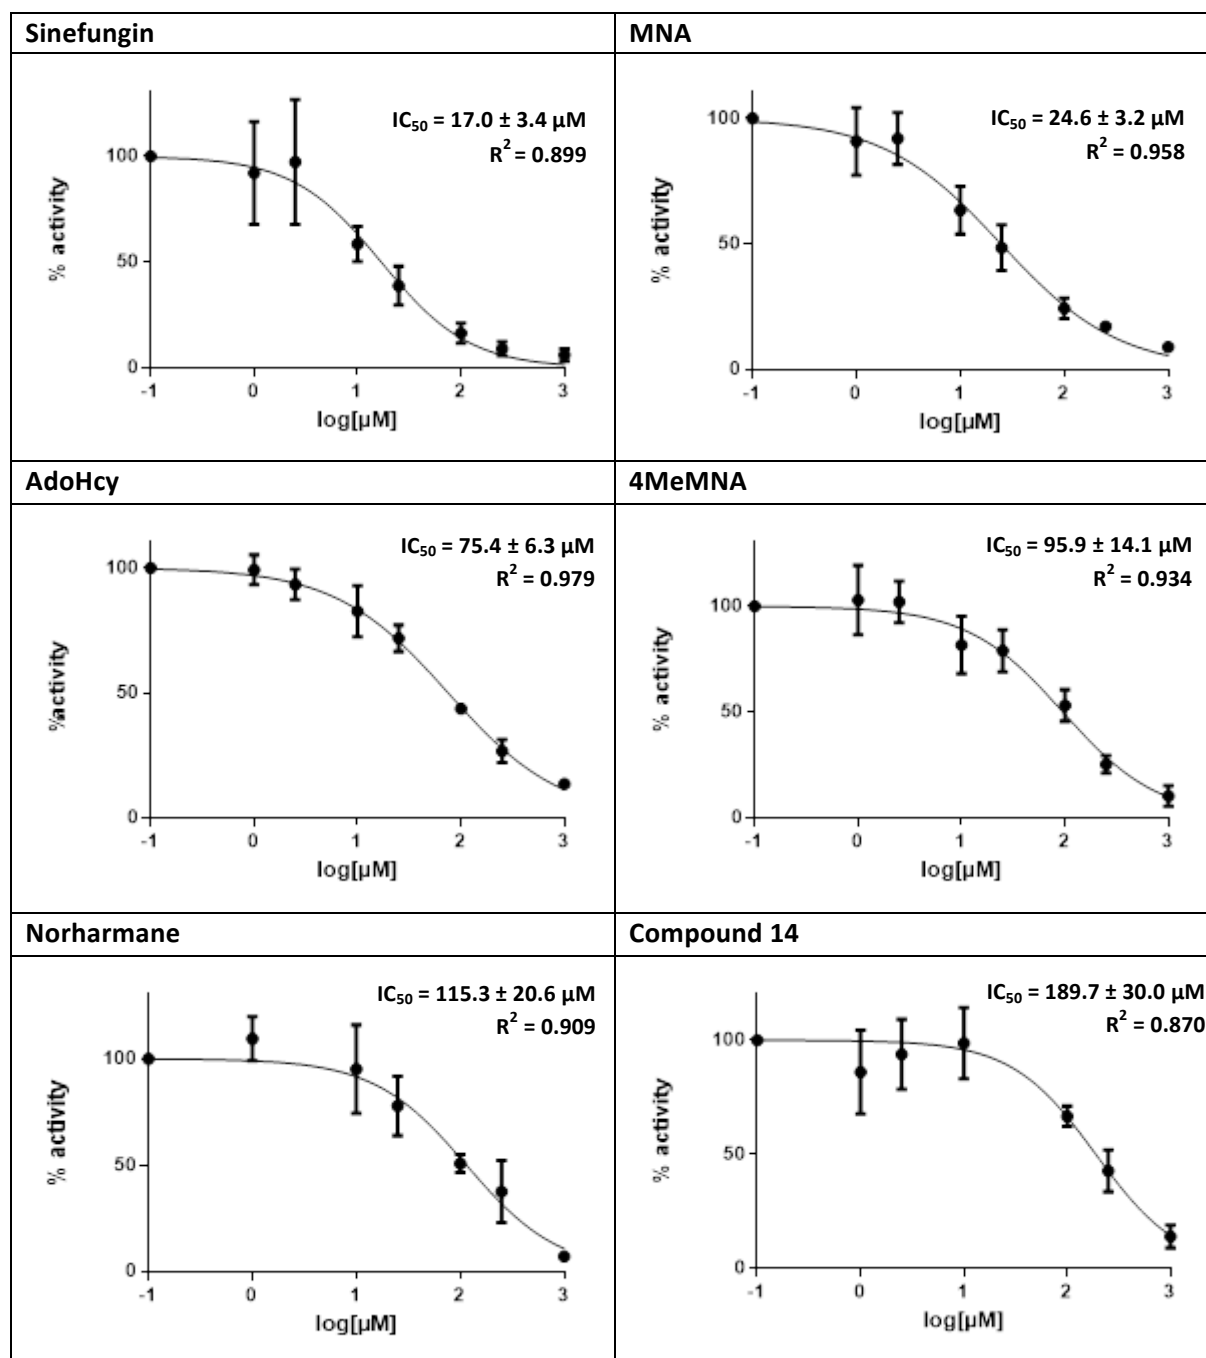 Sinefungin
IC₅₀ = 17.0 ± 3.4 µM
R² = 0.899
100
50
0
% activity
-1 0 1 2 3
log[µM]
MNA
IC₅₀ = 24.6 ± 3.2 µM
R² = 0.958
100
50
0
% activity
-1 0 1 2 3
log[µM]
AdoHcy
IC₅₀ = 75.4 ± 6.3 µM
R² = 0.979
100
50
0
%activity
-1 0 1 2 3
log[µM]
4MeMNA
IC₅₀ = 95.9 ± 14.1 µM
R² = 0.934
100
50
0
% activity
-1 0 1 2 3
log[µM]
Norharmane
IC₅₀ = 115.3 ± 20.6 µM
R² = 0.909
100
50
0
% activity
-1 0 1 2 3
log[µM]
Compound 14
IC₅₀ = 189.7 ± 30.0 µM
R² = 0.870
100
50
0
% activity
-1 0 1 2 3
log[µM]